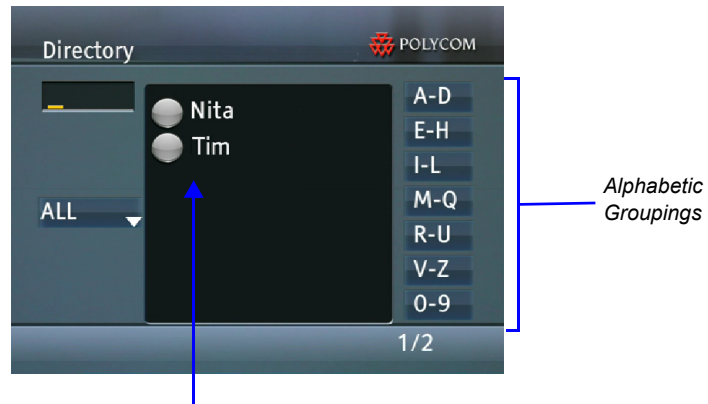 Directory
POLYCOM
Nita
Tim
ALL
A-D
E-H
I-L
M-Q
R-U
V-Z
0-9
1/2
Alphabetic
Groupings